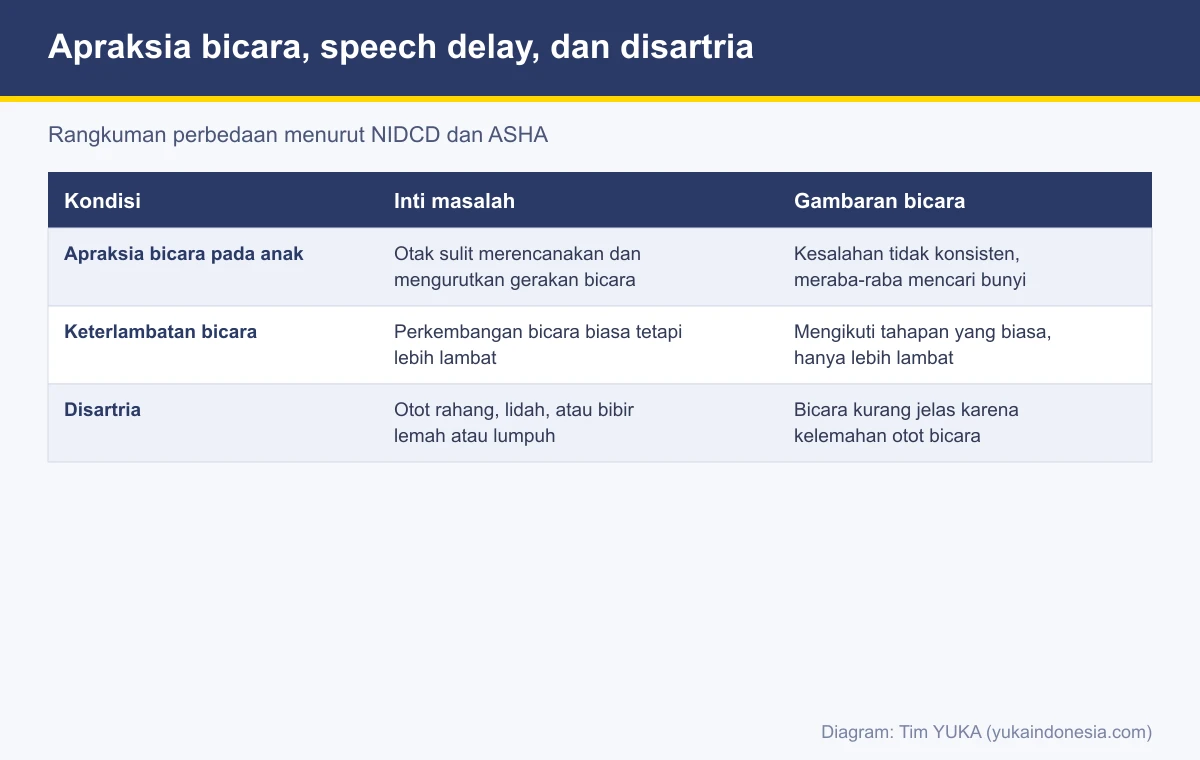 Apraksia bicara, speech delay, dan disartria
Rangkuman perbedaan menurut NIDCD dan ASHA
Kondisi
Inti masalah
Gambaran bicara
Apraksia bicara pada anak
Otak sulit merencanakan dan
mengurutkan gerakan bicara
Kesalahan tidak konsisten,
meraba-raba mencari bunyi
Keterlambatan bicara
Perkembangan bicara biasa tetapi
lebih lambat
Mengikuti tahapan yang biasa,
hanya lebih lambat
Disartria
Otot rahang, lidah, atau bibir
lemah atau lumpuh
Bicara kurang jelas karena
kelemahan otot bicara
Diagram: Tim YUKA (yukaindonesia.com)